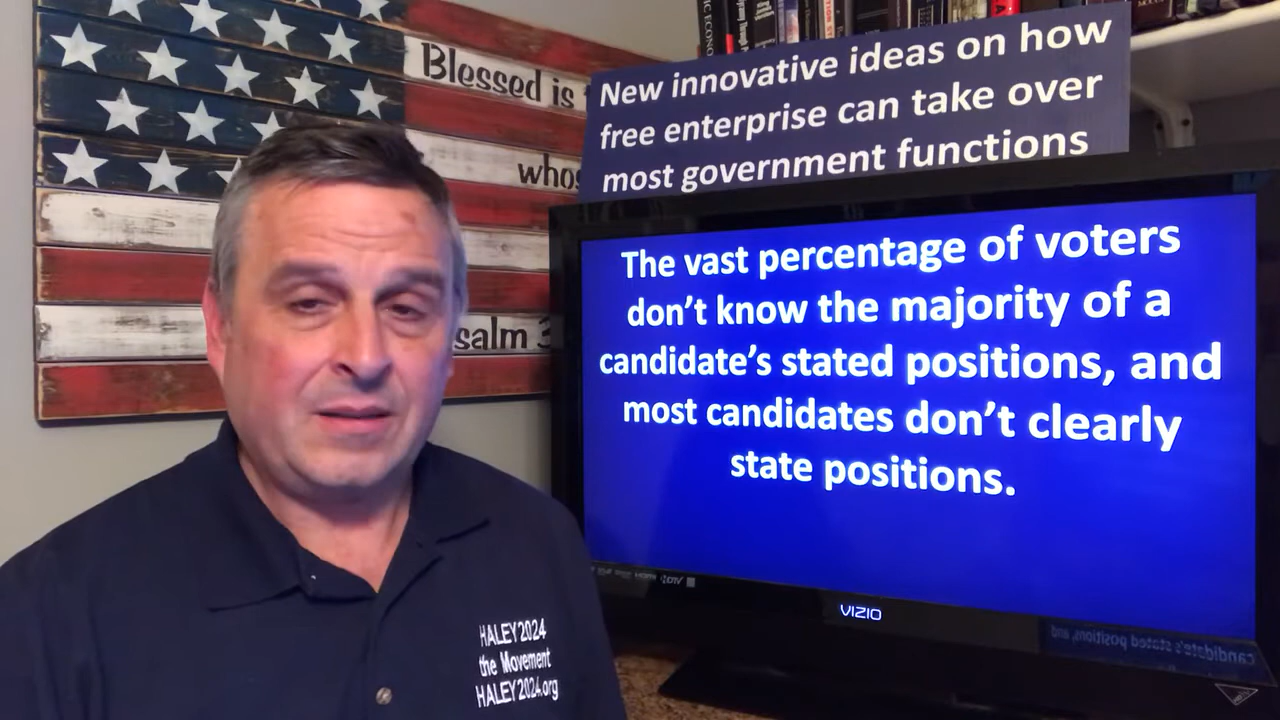 Blessed is
whos
salm 3
New innovative ideas on how
free enterprise can take over
most government functions
The vast percentage of voters
don't know the majority of a
candidate's stated positions, and
most candidates don't clearly
state positions.
VIZIO
HALEY2024
the Movement
HALEY2024.org